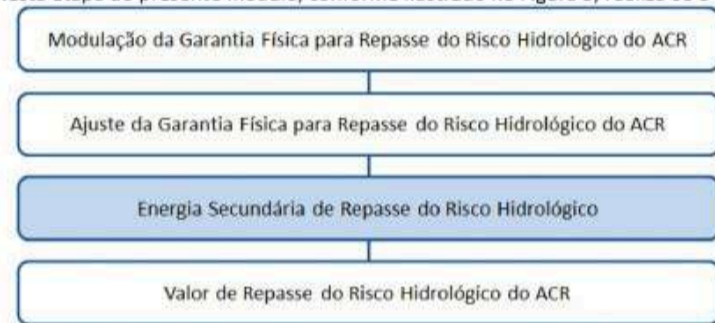 Modulação da Garantia Física para Repasse do Risco Hidrológico do ACR
Ajuste da Garantia Física para Repasse do Risco Hidrológico do ACR
Energia Secundária de Repasse do Risco Hidrológico
Valor de Repasse do Risco Hidrológico do ACR